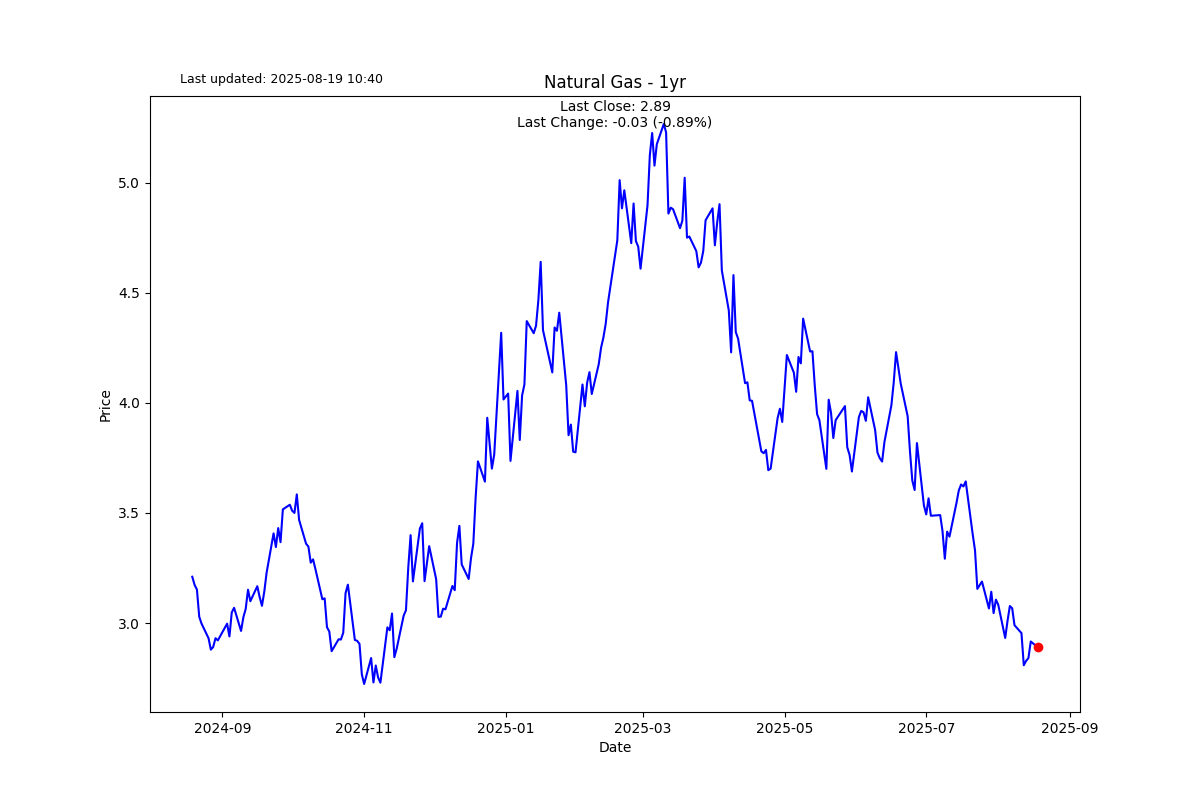 Last updated: 2025-08-19 10:40
Natural Gas - 1yr
Last Close: 2.89
Last Change: -0.03 (-0.89%)
Price
5.0
4.5
4.0
3.5
3.0
2024-09
2024-11
2025-01
2025-03
2025-05
2025-07
2025-09
Date